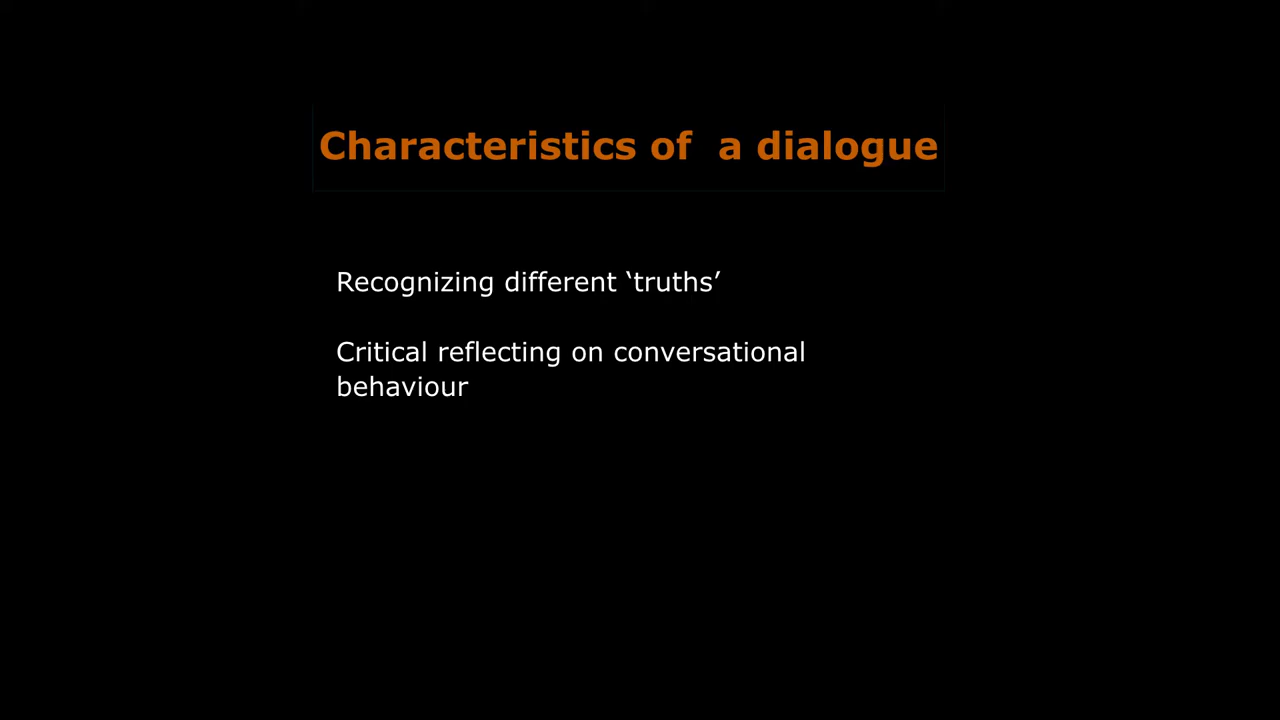 Characteristics of  a dialogue
Recognizing different ‘truths’
Critical reflecting on conversational
behaviour